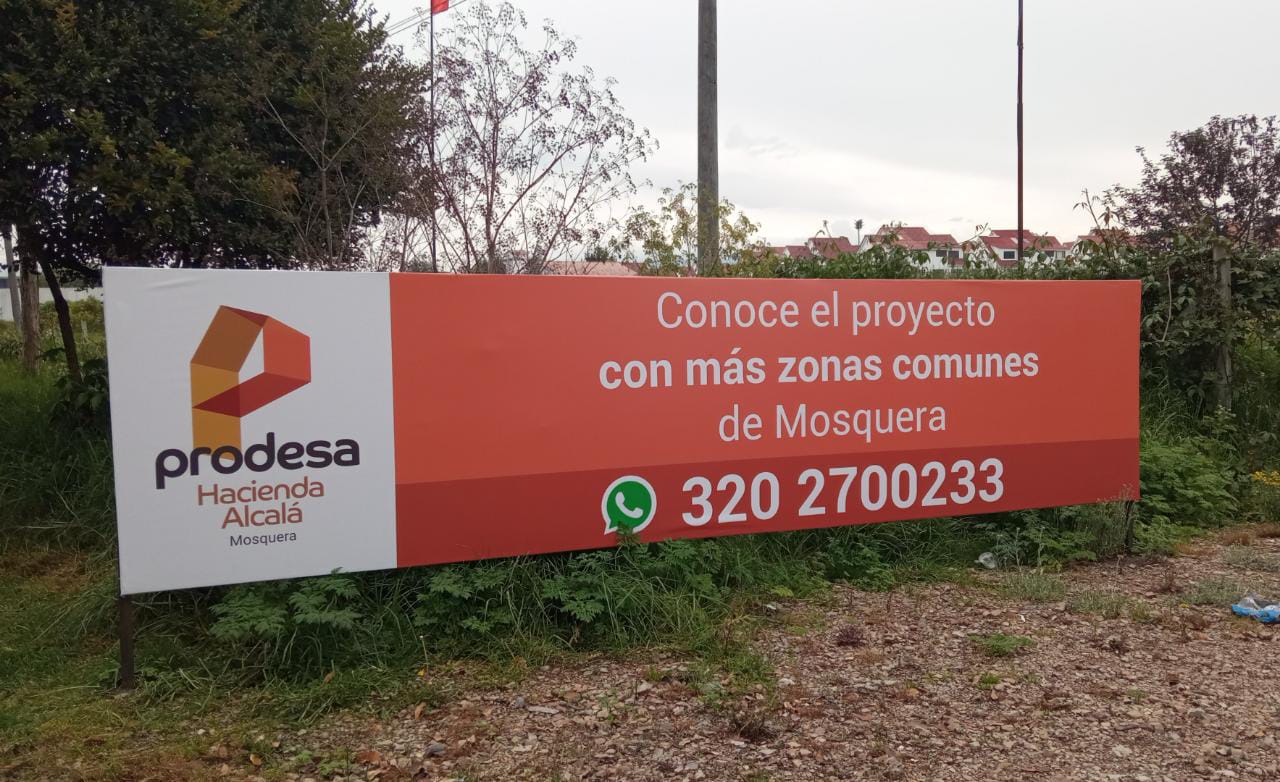 prodesa
Hacienda
Alcalá
Mosquera
Conoce el proyecto
con más zonas comunes
de Mosquera
320 2700233